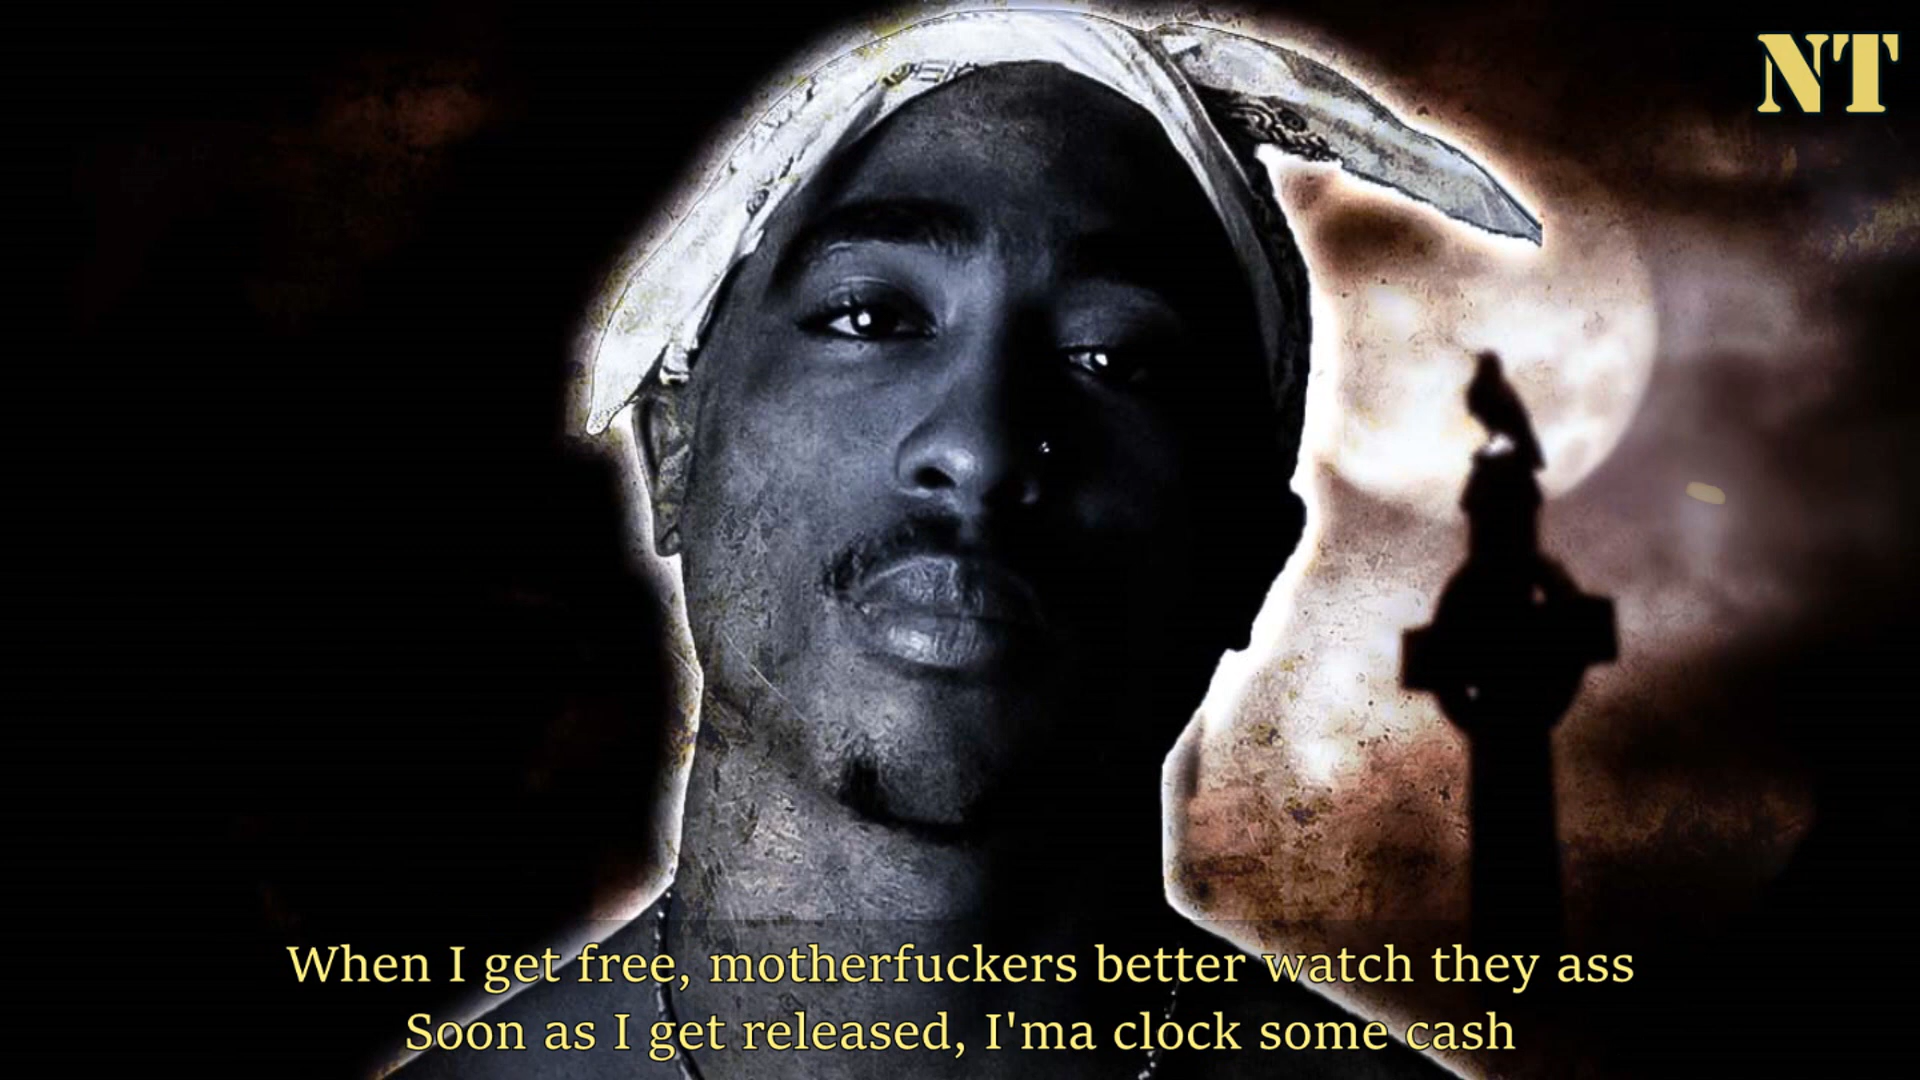 NT
When I get free, motherfuckers better watch they ass
Soon as I get released, I'ma clock some cash